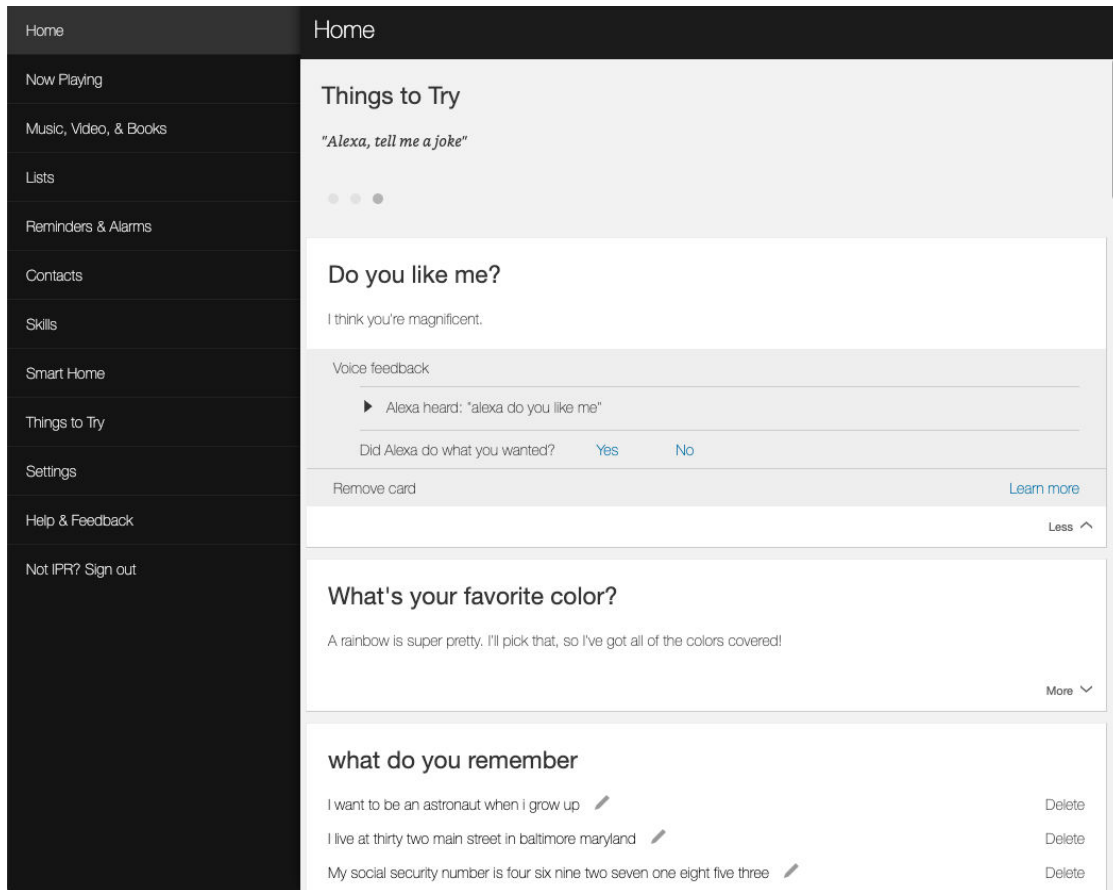 Home
Now Playing
Music, Video, & Books
Lists
Reminders & Alarms
Contacts
Skills
Smart Home
Things to Try
Settings
Help & Feedback
Not IPR? Sign out
Home
Things to Try
"Alexa, tell me a joke"
Do you like me?
I think you're magnificent.
Voice feedback
Alexa heard: "alexa do you like me"
Did Alexa do what you wanted? Yes No
Remove card Learn more
Less
What's your favorite color?
A rainbow is super pretty. I'll pick that, so I've got all of the colors covered!
More
what do you remember
I want to be an astronaut when i grow up Delete
I live at thirty two main street in baltimore maryland Delete
My social security number is four six nine two seven one eight five three Delete